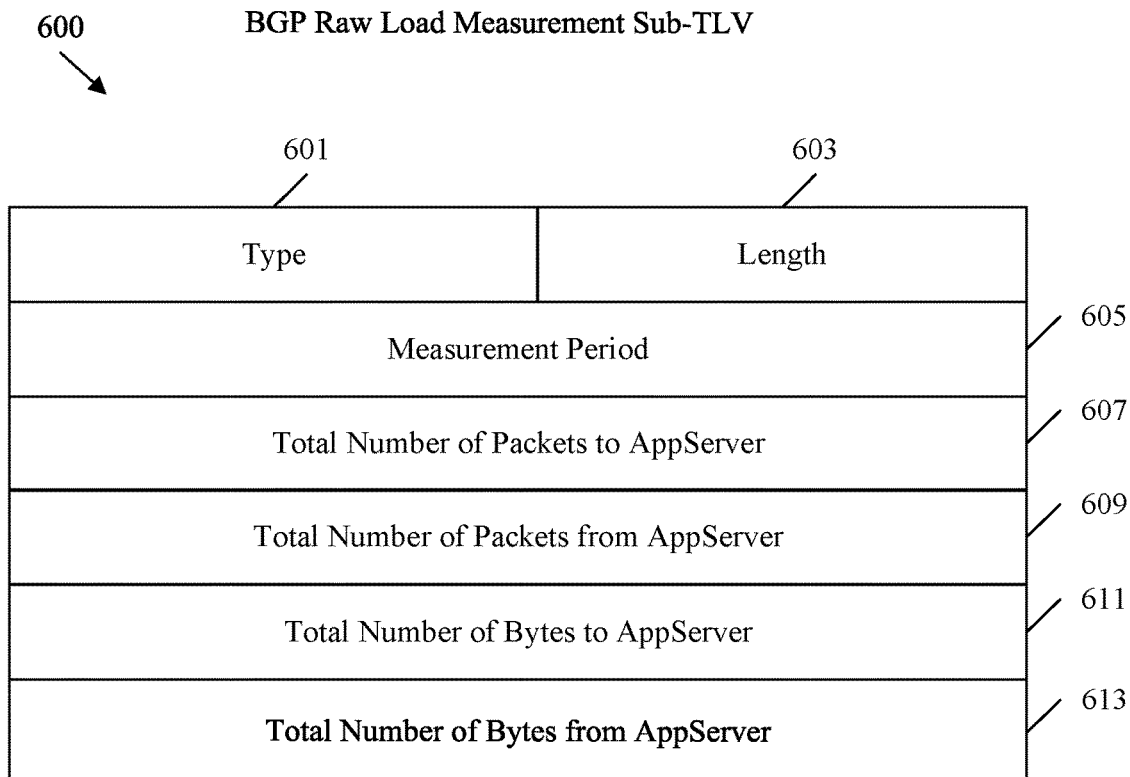 600
BGP Raw Load Measurement Sub-TLV
601
603
Type
Length
Measurement Period
605
Total Number of Packets to AppServer
607
Total Number of Packets from AppServer
609
Total Number of Bytes to AppServer
611
Total Number of Bytes from AppServer
613